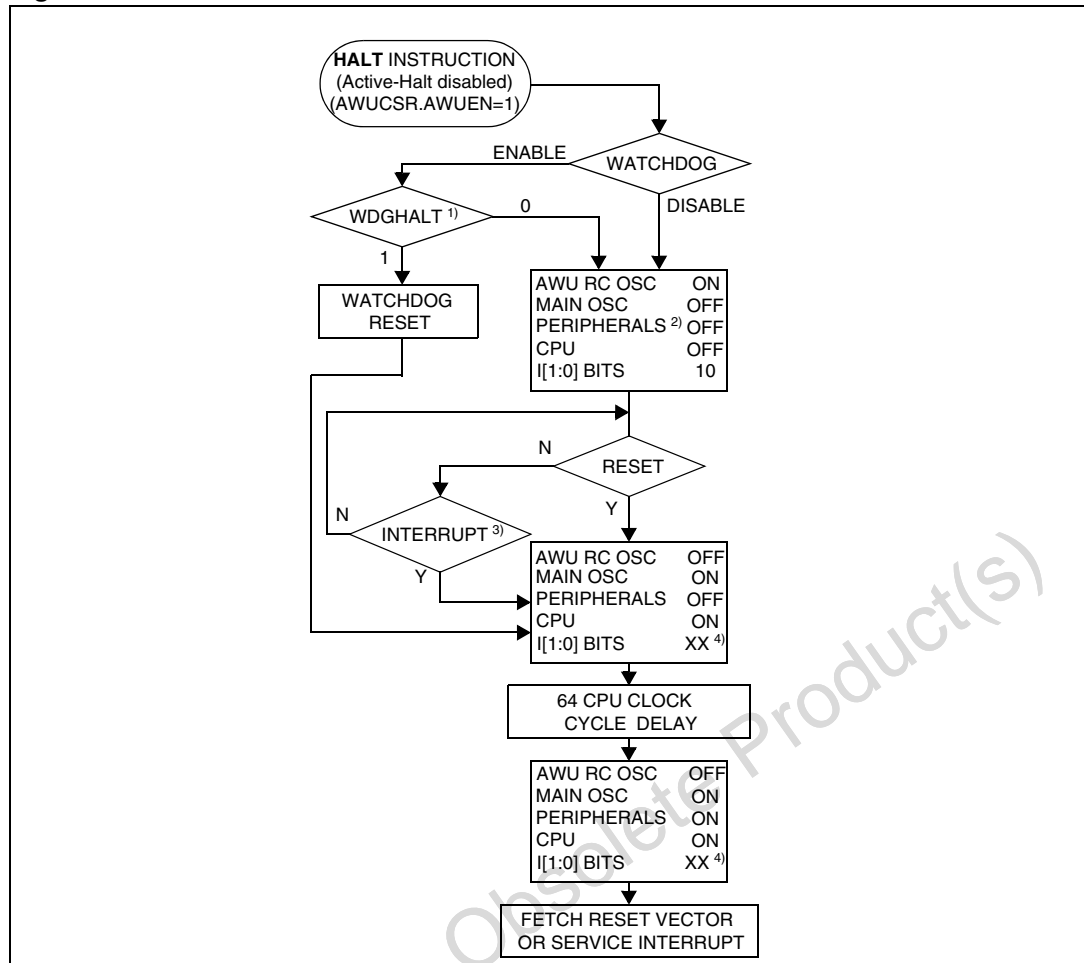 HALT INSTRUCTION
(Active-Halt disabled)
(AWUCSR.AWUEN=1)
ENABLE
WATCHDOG
WDGHALT 1)
0
DISABLE
1
WATCHDOG
RESET
AWU RC OSC ON
MAIN OSC OFF
PERIPHERALS 2) OFF
CPU OFF
I[1:0] BITS 10
N
RESET
N
INTERRUPT 3)
Y
Y
AWU RC OSC OFF
MAIN OSC ON
PERIPHERALS OFF
CPU ON
I[1:0] BITS XX 4)
64 CPU CLOCK
CYCLE DELAY
AWU RC OSC OFF
MAIN OSC ON
PERIPHERALS ON
CPU ON
I[1:0] BITS XX 4)
FETCH RESET VECTOR
OR SERVICE INTERRUPT
Obsolete Product(s)